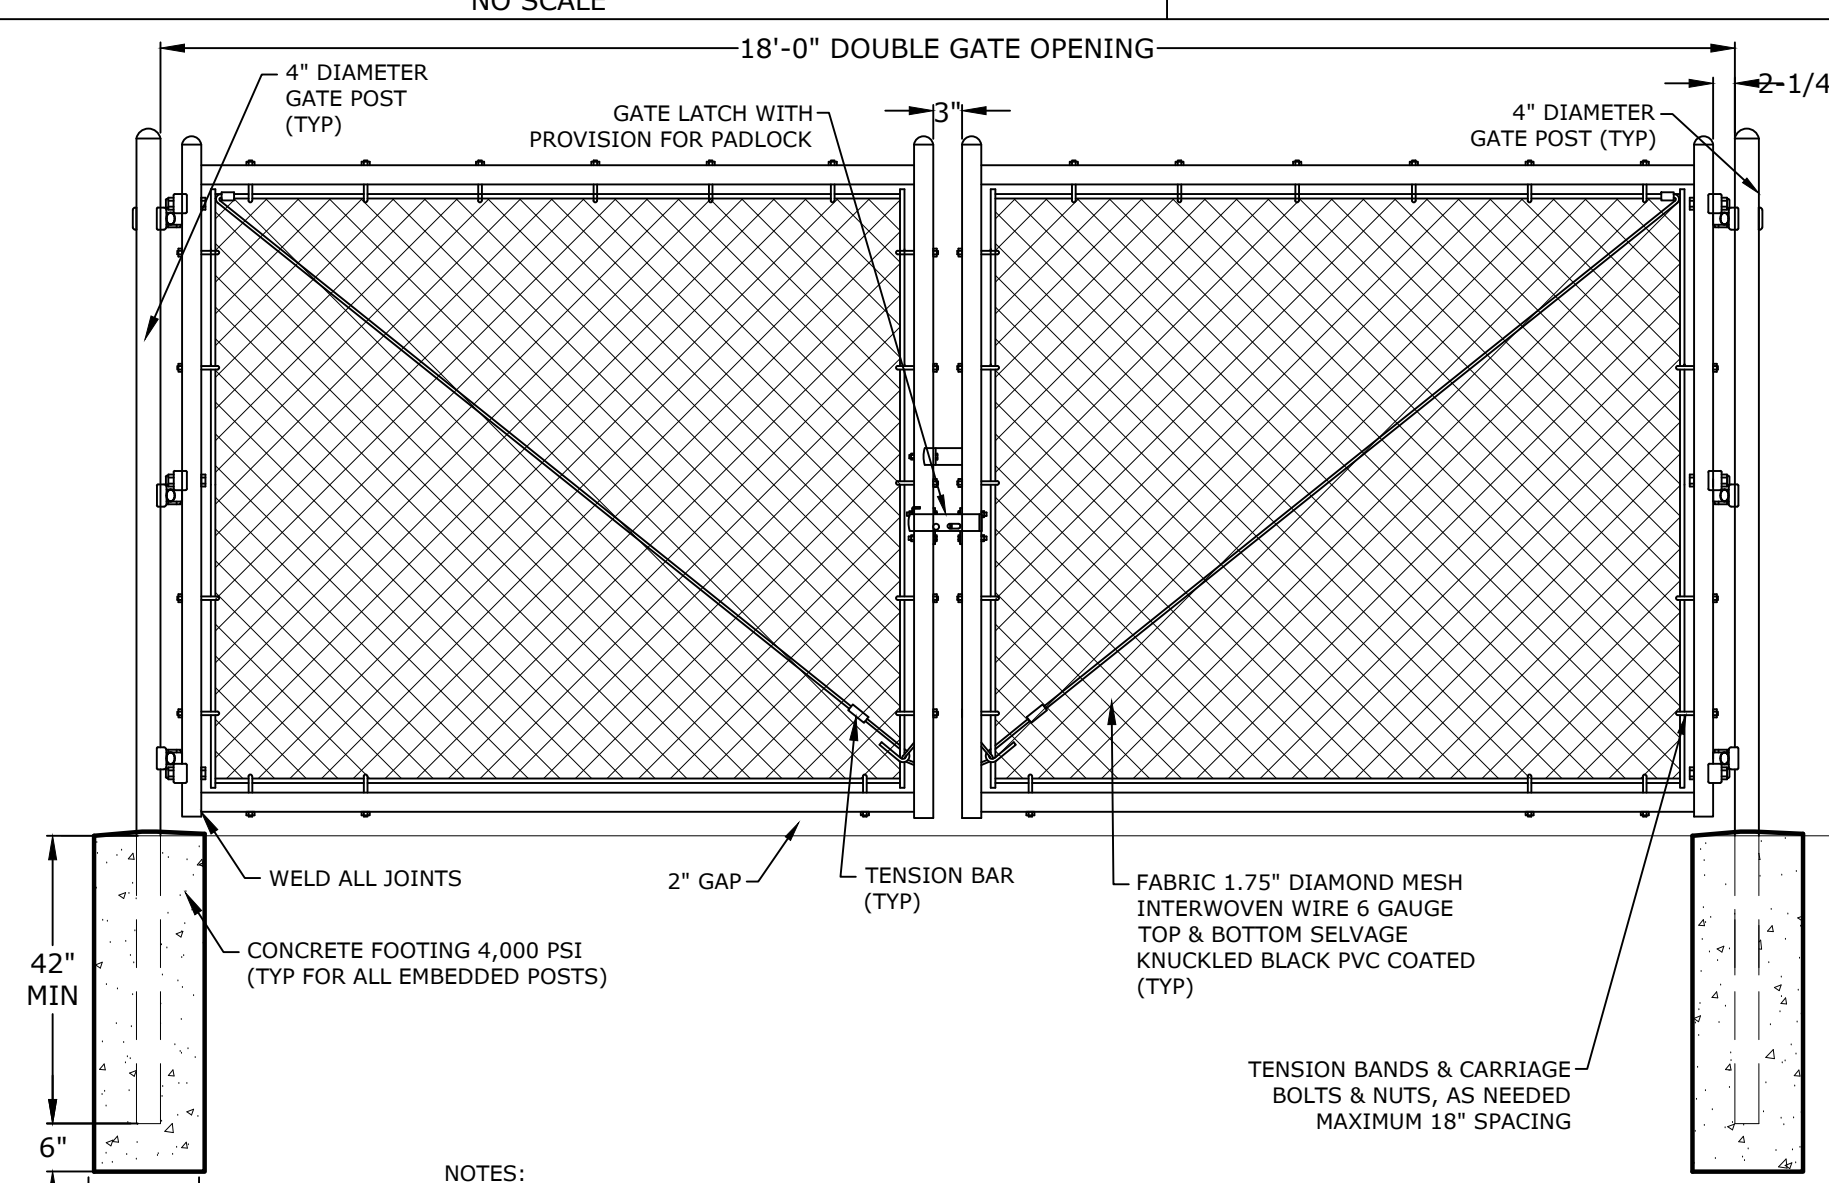 NO SCALE
18'-0" DOUBLE GATE OPENING
4" DIAMETER
GATE POST
(TYP)
GATE LATCH WITH
PROVISION FOR PADLOCK
3"
4" DIAMETER
GATE POST (TYP)
2-1/4
WELD ALL JOINTS
2" GAP
TENSION BAR
(TYP)
FABRIC 1.75" DIAMOND MESH
INTERWOVEN WIRE 6 GAUGE
TOP & BOTTOM SELVAGE
KNUCKLED BLACK PVC COATED
(TYP)
CONCRETE FOOTING 4,000 PSI
(TYP FOR ALL EMBEDDED POSTS)
42"
MIN
TENSION BANDS & CARRIAGE
BOLTS & NUTS, AS NEEDED
MAXIMUM 18" SPACING
6"
NOTES: